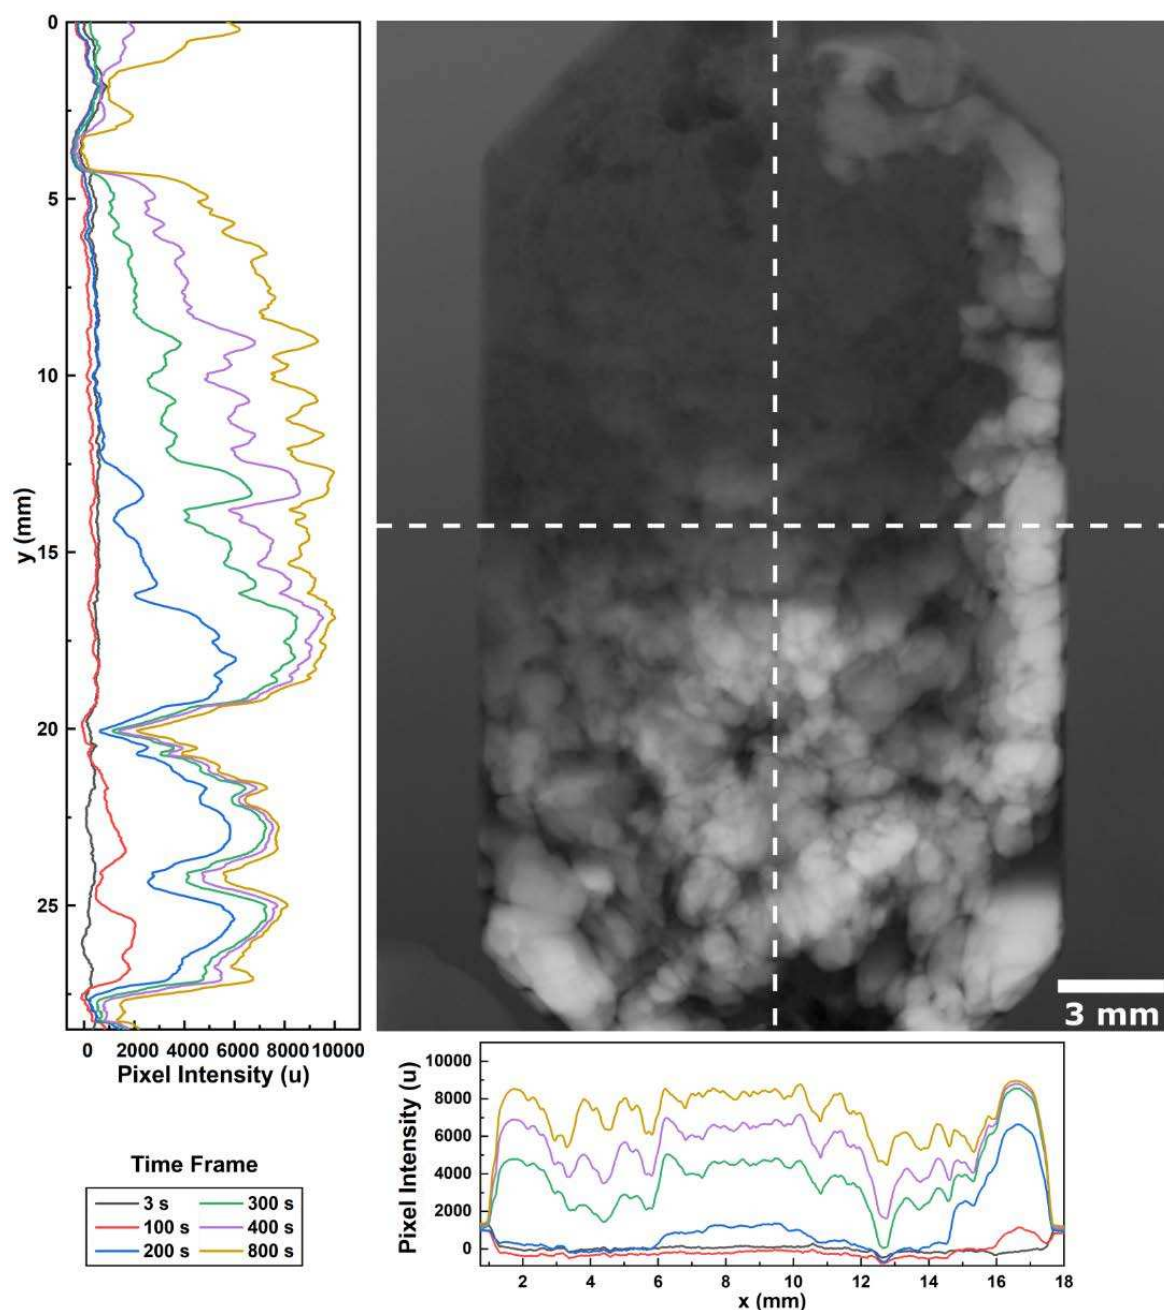 0
5
10
15
20
25
y (mm)
0 2000 4000 6000 8000 10000
Pixel Intensity (u)
3 mm
10000
8000
6000
4000
2000
0
Pixel Intensity (u)
2 4 6 8 10 12 14 16 18
x (mm)
Time Frame
3 s 300 s
100 s 400 s
200 s 800 s